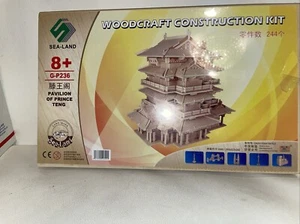 WOODCRAFT CONSTRUCTION KIT
SEA-LAND
零件数 244个
8+
G-P236
滕王阁
PAVILION
OF PRINCE
TENG